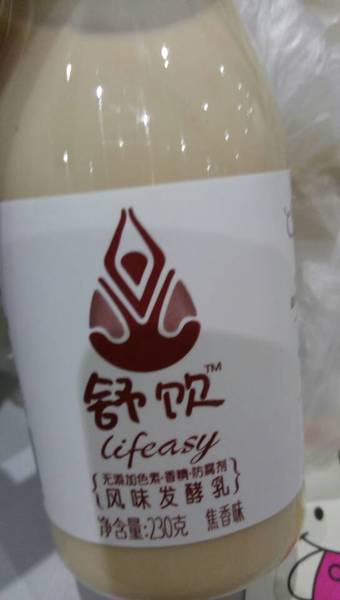 舒饮™
lifeasy
无添加色素·香精·防腐剂
风味发酵乳
净含量:230克 焦香味